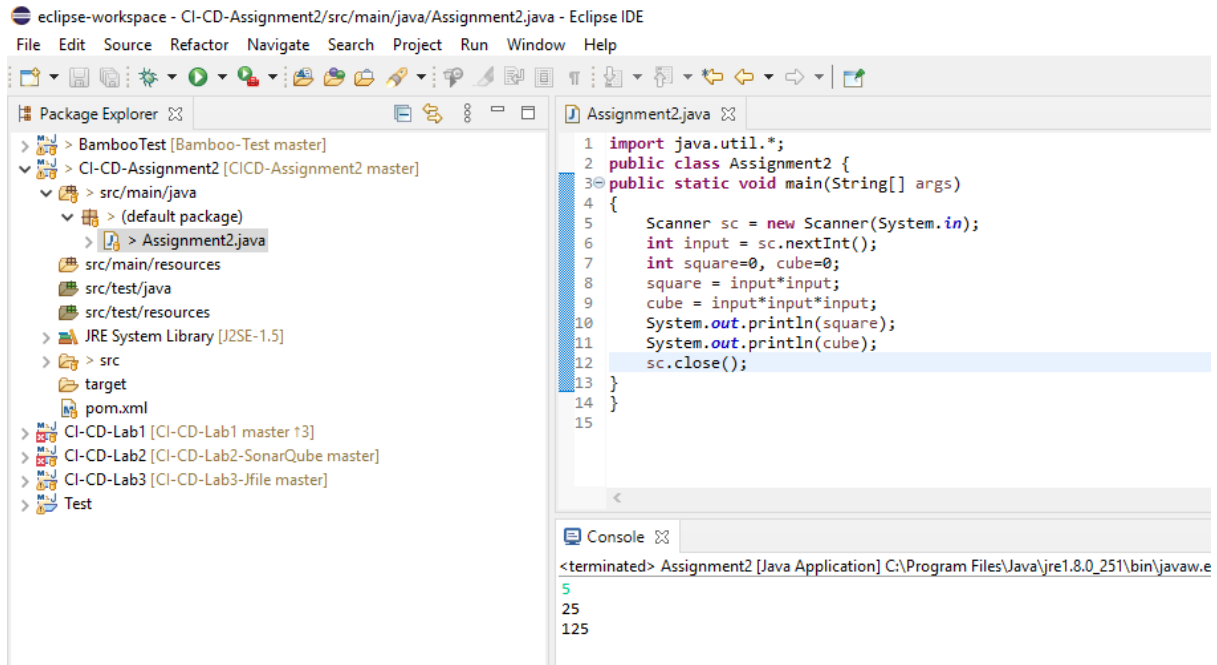 eclipse-workspace - CI-CD-Assignment2/src/main/java/Assignment2.java - Eclipse IDE
File Edit Source Refactor Navigate Search Project Run Window Help
Package Explorer
> BambooTest [Bamboo-Test master]
> CI-CD-Assignment2 [CICD-Assignment2 master]
> src/main/java
> (default package)
> Assignment2.java
src/main/resources
src/test/java
src/test/resources
JRE System Library [J2SE-1.5]
> src
target
pom.xml
CI-CD-Lab1 [CI-CD-Lab1 master ↑3]
CI-CD-Lab2 [CI-CD-Lab2-SonarQube master]
CI-CD-Lab3 [CI-CD-Lab3-Jfile master]
Test
Assignment2.java
1 import java.util.*;
2 public class Assignment2 {
3 public static void main(String[] args)
4 {
5 Scanner sc = new Scanner(System.in);
6 int input = sc.nextInt();
7 int square=0, cube=0;
8 square = input*input;
9 cube = input*input*input;
10 System.out.println(square);
11 System.out.println(cube);
12 sc.close();
13 }
14 }
15
Console
<terminated> Assignment2 [Java Application] C:\Program Files\Java\jre1.8.0_251\bin\javaw.e
5
25
125